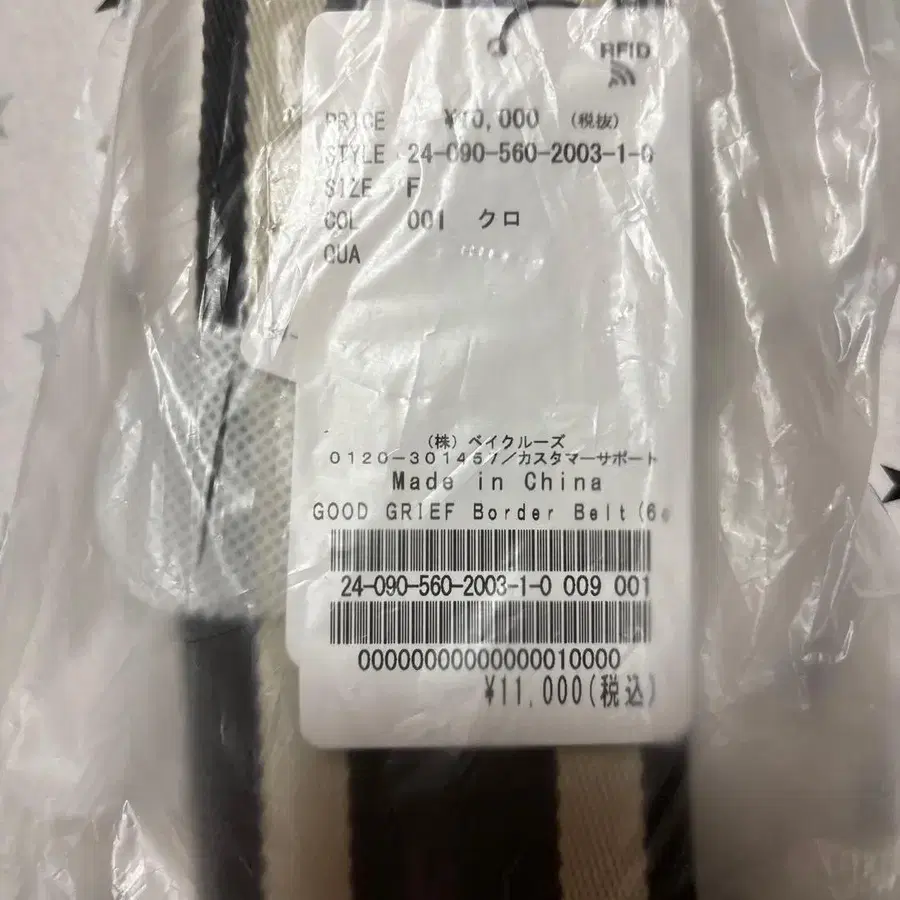 RFID
PRICE ¥10,000 (税抜)
STYLE 24-090-560-2003-1-0
SIZE F
COL 001 クロ
QUA
(株)ベイクルーズ
0120-301457/カスタマーサポート
Made in China
GOOD GRIEF Border Belt(6
24-090-560-2003-1-0 009 001
00000000000000010000
¥11,000(税込)